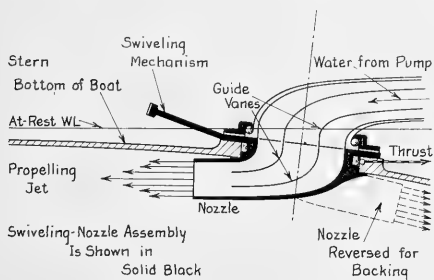 Swiveling
Mechanism
Stern
Bottom of Boat
Guide
Vanes
Water from Pump
At-Rest WL
Thrust
Propelling
Jet
Nozzle
Swiveling-Nozzle Assembly
Is Shown in
Solid Black
Nozzle
Reversed for
Backing